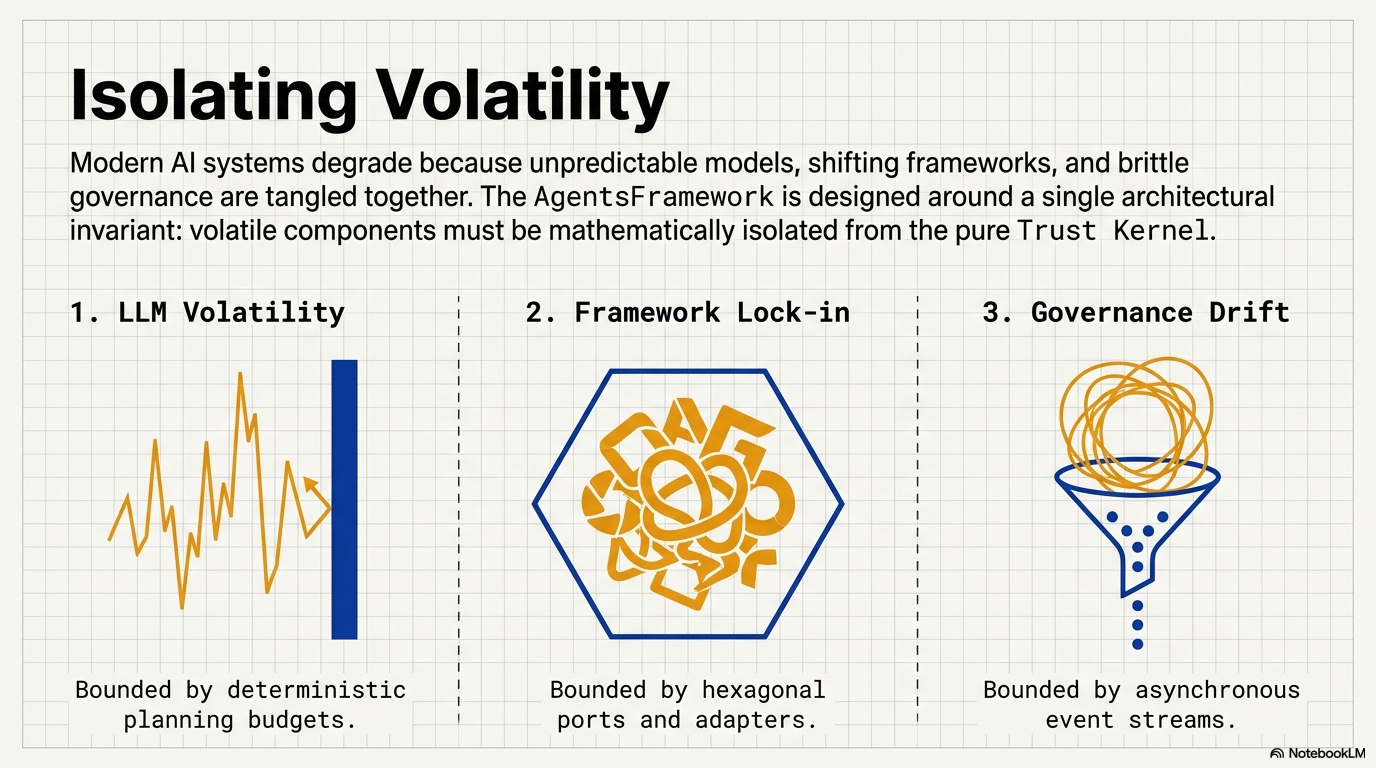 Isolating Volatility
Modern AI systems degrade because unpredictable models, shifting frameworks, and brittle
governance are tangled together. The AgentsFramework is designed around a single architectural
invariant: volatile components must be mathematically isolated from the pure Trust Kernel.
1. LLM Volatility
Bounded by deterministic
planning budgets.
2. Framework Lock-in
Bounded by hexagonal
ports and adapters.
3. Governance Drift
Bounded by asynchronous
event streams.
NotebookLM